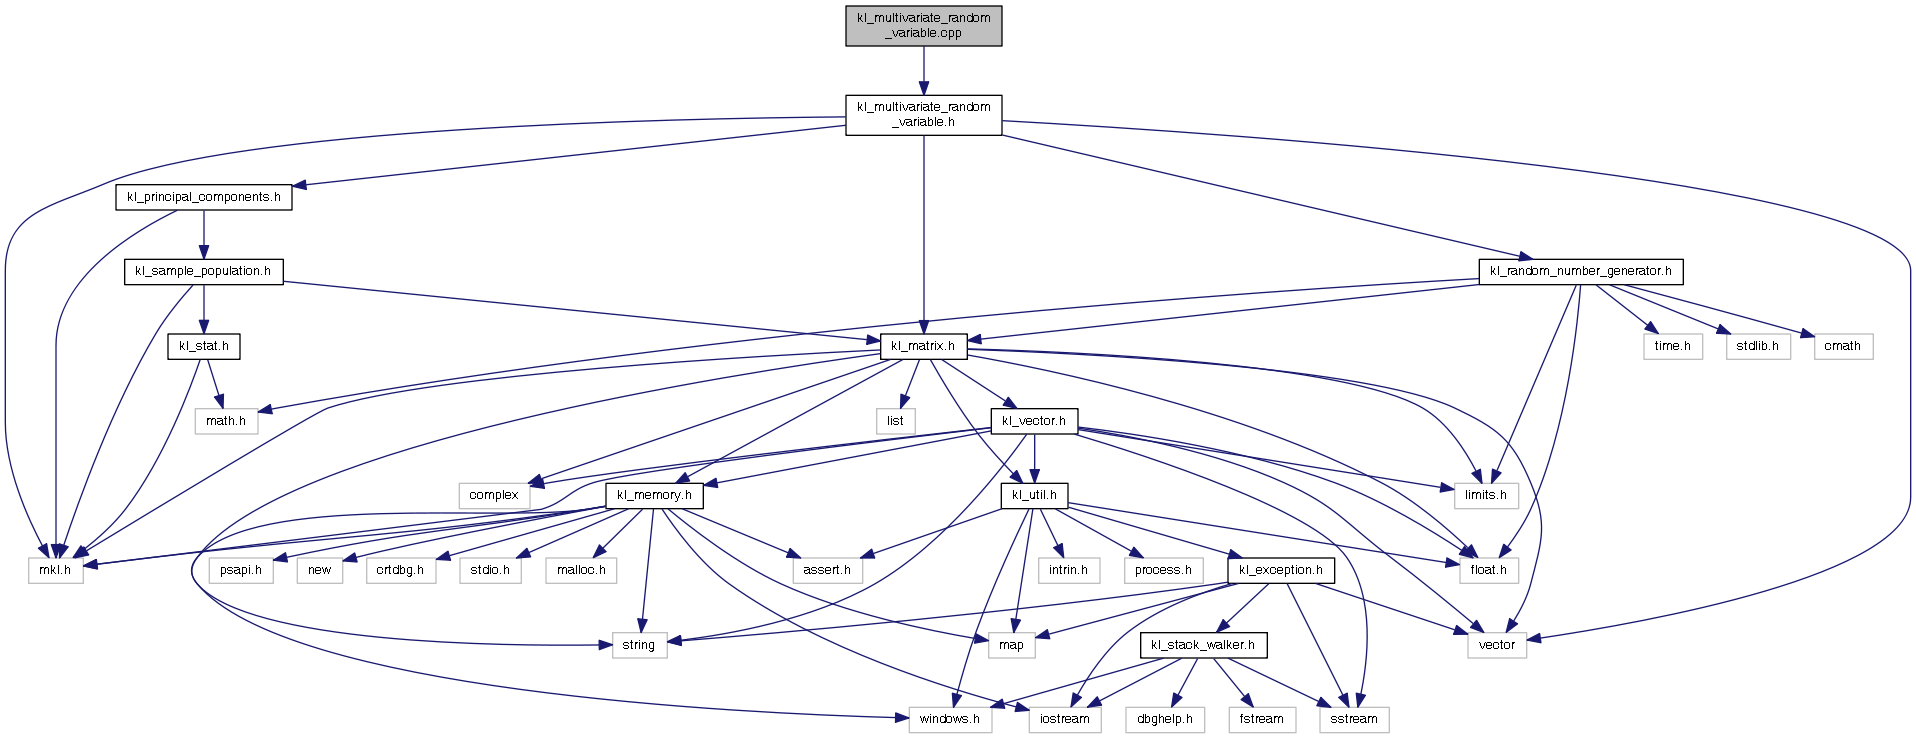 kl_multivariate_random
_variable.cpp
kl_multivariate_random
_variable.h
kl_principal_components.h
kl_sample_population.h
kl_random_number_generator.h
kl_stat.h
kl_matrix.h
time.h
stdlib.h
cmath
math.h
list
kl_vector.h
complex
kl_memory.h
kl_util.h
limits.h
mkl.h
psapi.h
new
crtdbg.h
stdio.h
malloc.h
assert.h
intrin.h
process.h
kl_exception.h
float.h
string
map
kl_stack_walker.h
vector
windows.h
iostream
dbghelp.h
fstream
sstream